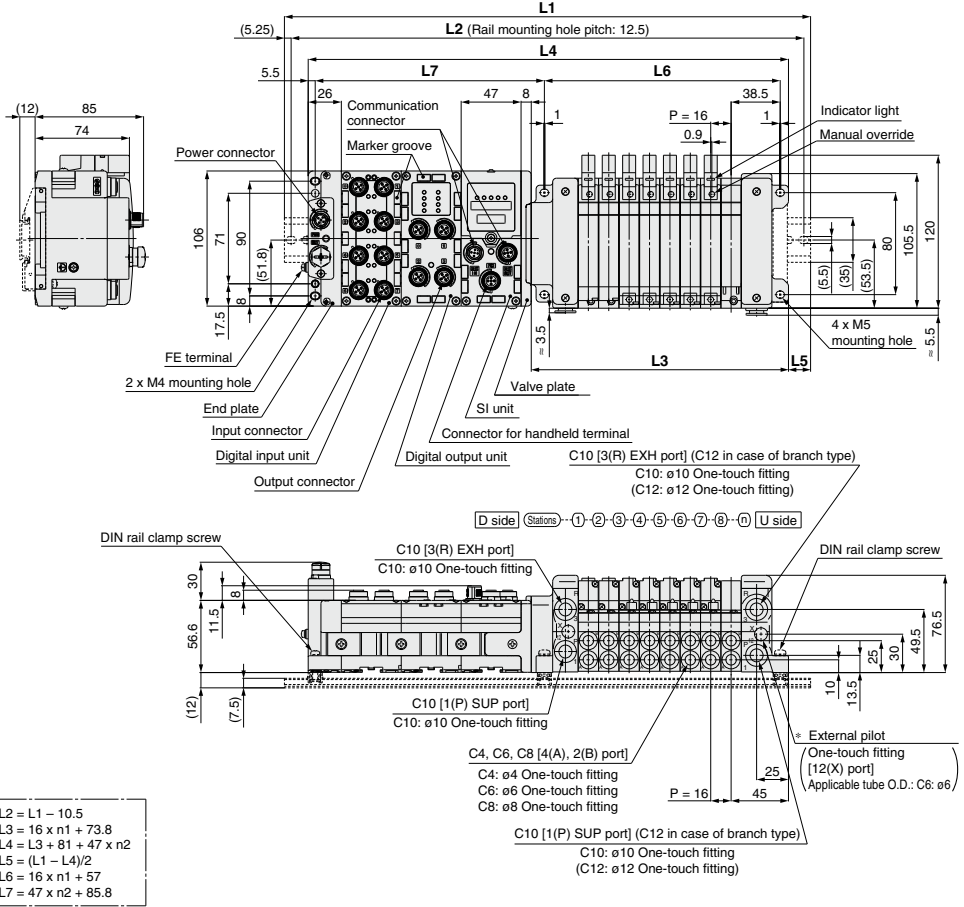 L1
(5.25)
L2 (Rail mounting hole pitch: 12.5)
L4
5.5
L7
L6
(12)
85
74
26
47
8
1
P = 16
38.5
0.9
1
Communication
connector
Marker groove
Power connector
Indicator light
Manual override
106
71
90
(51.8)
8
17.5
80
105.5
120
(5.5)
(35)
(53.5)
≈ 3.5
≈ 5.5
4 x M5
mounting hole
L3
L5
FE terminal
2 x M4 mounting hole
End plate
Input connector
Digital input unit
Output connector
Valve plate
SI unit
Connector for handheld terminal
Digital output unit
C10 [3(R) EXH port] (C12 in case of branch type)
C10: ø10 One-touch fitting
(C12: ø12 One-touch fitting)
D side Stations 1 2 3 4 5 6 7 8 n U side
DIN rail clamp screw
C10 [3(R) EXH port]
C10: ø10 One-touch fitting
DIN rail clamp screw
30
56.6
8
11.5
(12)
(7.5)
10
13.5
25
30
49.5
76.5
C10 [1(P) SUP port]
C10: ø10 One-touch fitting
C4, C6, C8 [4(A), 2(B) port]
C4: ø4 One-touch fitting
C6: ø6 One-touch fitting
C8: ø8 One-touch fitting
P = 16
25
45
* External pilot
One-touch fitting
[12(X) port]
Applicable tube O.D.: C6: ø6
C10 [1(P) SUP port] (C12 in case of branch type)
C10: ø10 One-touch fitting
(C12: ø12 One-touch fitting)
L2 = L1 – 10.5
L3 = 16 x n1 + 73.8
L4 = L3 + 81 + 47 x n2
L5 = (L1 – L4)/2
L6 = 16 x n1 + 57
L7 = 47 x n2 + 85.8